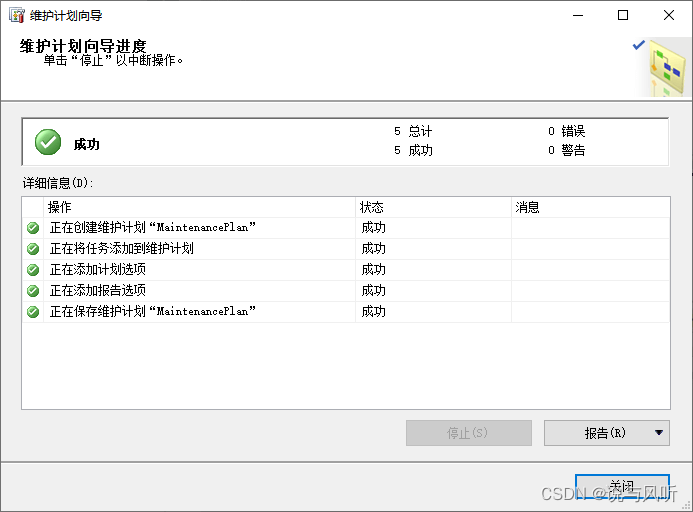 维护计划向导
维护计划向导进度
单击“停止”以中断操作。
成功
5 总计
0 错误
5 成功
0 警告
详细信息(D):
操作 状态 消息
正在创建维护计划“MaintenancePlan” 成功
正在将任务添加到维护计划 成功
正在添加计划选项 成功
正在添加报告选项 成功
正在保存维护计划“MaintenancePlan” 成功
停止(S) 报告(R)
关闭
CSDN @说与风听